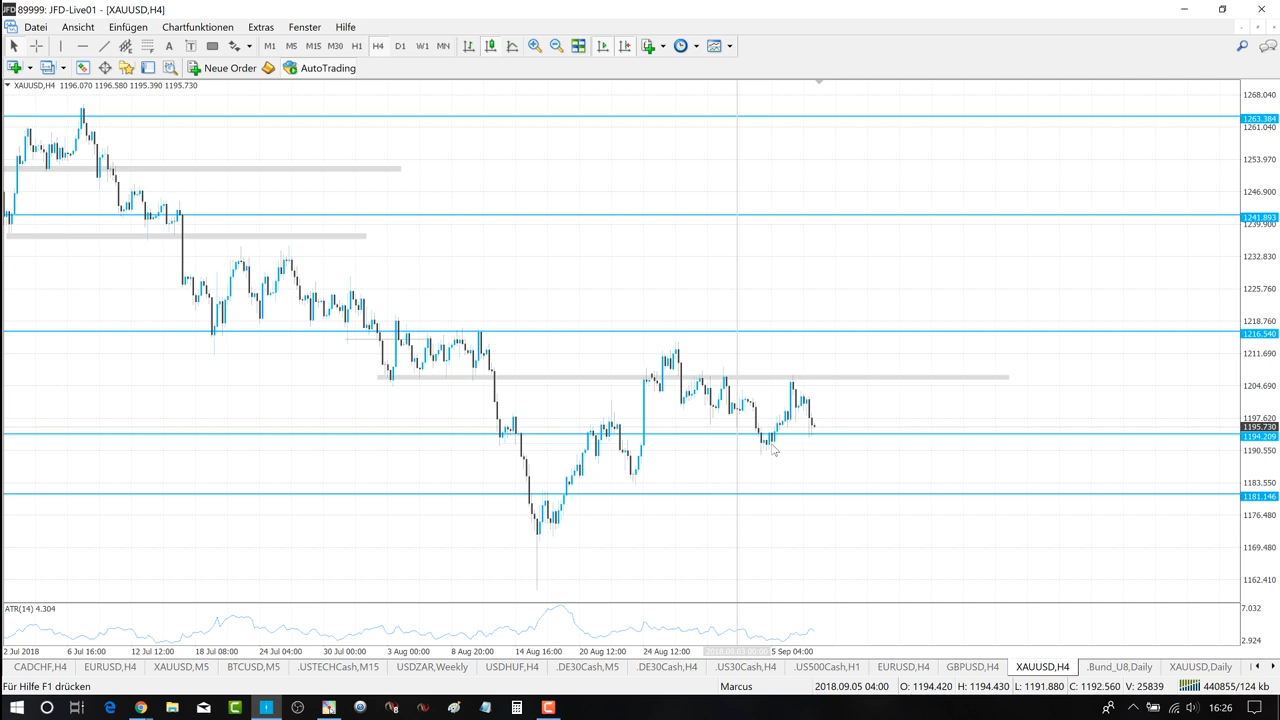 89999: JFD-Live01 - [XAUUSD,H4]
Datei Ansicht Einfügen Chartfunktionen Extras Fenster Hilfe
A T M1 M5 M15 M30 H1 H4 D1 W1 MN
Neue Order AutoTrading
XAUUSD,H4 1196.070 1196.580 1195.390 1195.730
1268.040
1263.384
1261.040
1253.970
1246.900
1241.893
1239.900
1232.830
1225.760
1218.760
1216.540
1211.690
1204.690
1197.620
1195.730
1194.209
1190.550
1183.550
1181.146
1176.480
1169.480
1162.410
ATR(14) 4.304
7.032
2.924
2 Jul 2018 6 Jul 16:00 12 Jul 12:00 18 Jul 08:00 24 Jul 04:00 30 Jul 00:00 3 Aug 00:00 8 Aug 20:00 14 Aug 16:00 20 Aug 12:00 24 Aug 12:00 2018.09.03 00:00 5 Sep 04:00
CADCHF,H4 EURUSD,H4 XAUUSD,M5 BTCUSD,M5 .USTECHCash,M15 USDZAR,Weekly USDHUF,H4 .DE30Cash,M5 .DE30Cash,H4 .US30Cash,H4 .US500Cash,H1 EURUSD,H4 GBPUSD,H4 XAUUSD,H4 .Bund_U8,Daily XAUUSD,Daily
Für Hilfe F1 drücken Marcus 2018.09.05 04:00 O: 1194.420 H: 1194.430 L: 1191.880 C: 1192.560 V: 25839 440855/124 kb
16:26